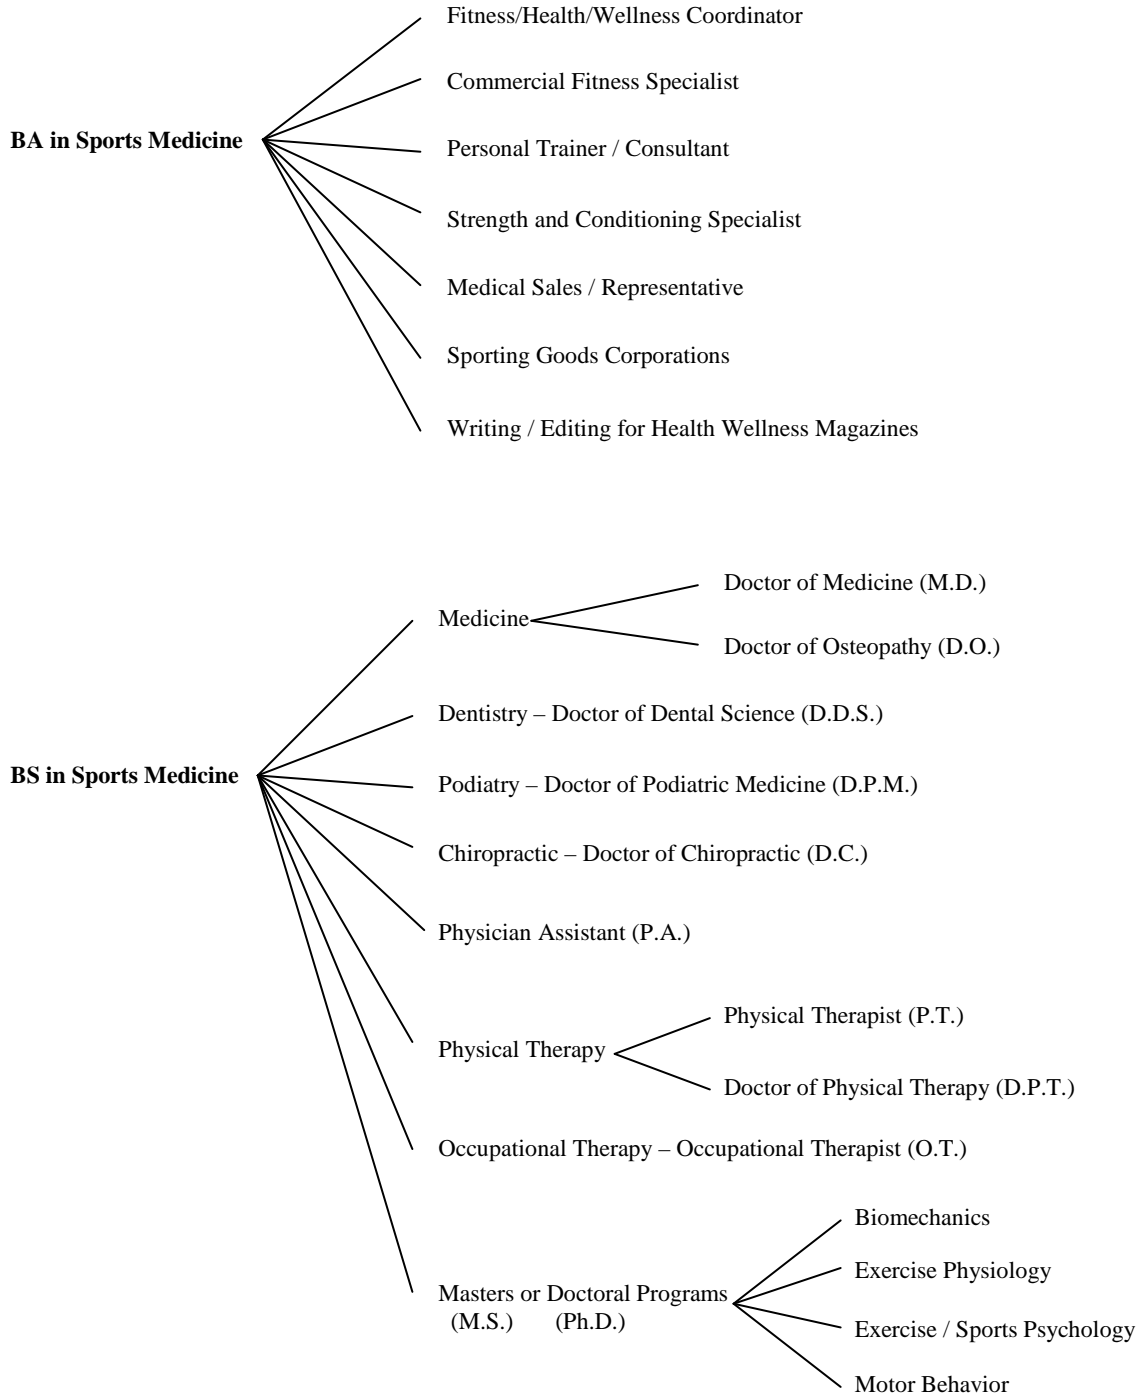 Fitness/Health/Wellness Coordinator
Commercial Fitness Specialist
BA in Sports Medicine
Personal Trainer / Consultant
Strength and Conditioning Specialist
Medical Sales / Representative
Sporting Goods Corporations
Writing / Editing for Health Wellness Magazines
Doctor of Medicine (M.D.)
Medicine
Doctor of Osteopathy (D.O.)
Dentistry – Doctor of Dental Science (D.D.S.)
BS in Sports Medicine
Podiatry – Doctor of Podiatric Medicine (D.P.M.)
Chiropractic – Doctor of Chiropractic (D.C.)
Physician Assistant (P.A.)
Physical Therapist (P.T.)
Physical Therapy
Doctor of Physical Therapy (D.P.T.)
Occupational Therapy – Occupational Therapist (O.T.)
Biomechanics
Exercise Physiology
Masters or Doctoral Programs
(M.S.) (Ph.D.)
Exercise / Sports Psychology
Motor Behavior